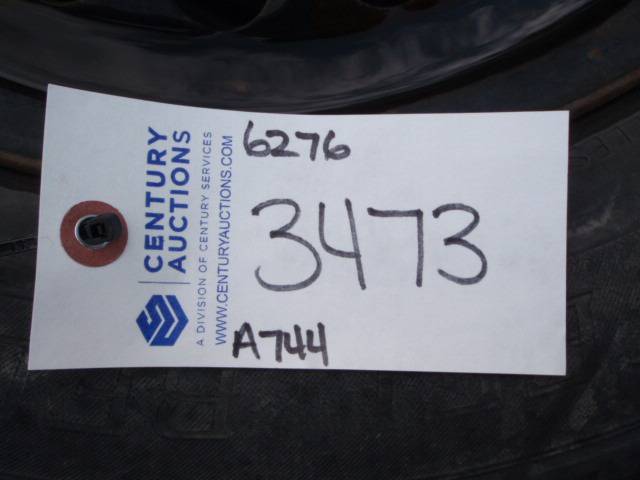 CENTURY
AUCTIONS
A DIVISION OF CENTURY SERVICES
WWW.CENTURYAUCTIONS.COM
6276
3473
A744